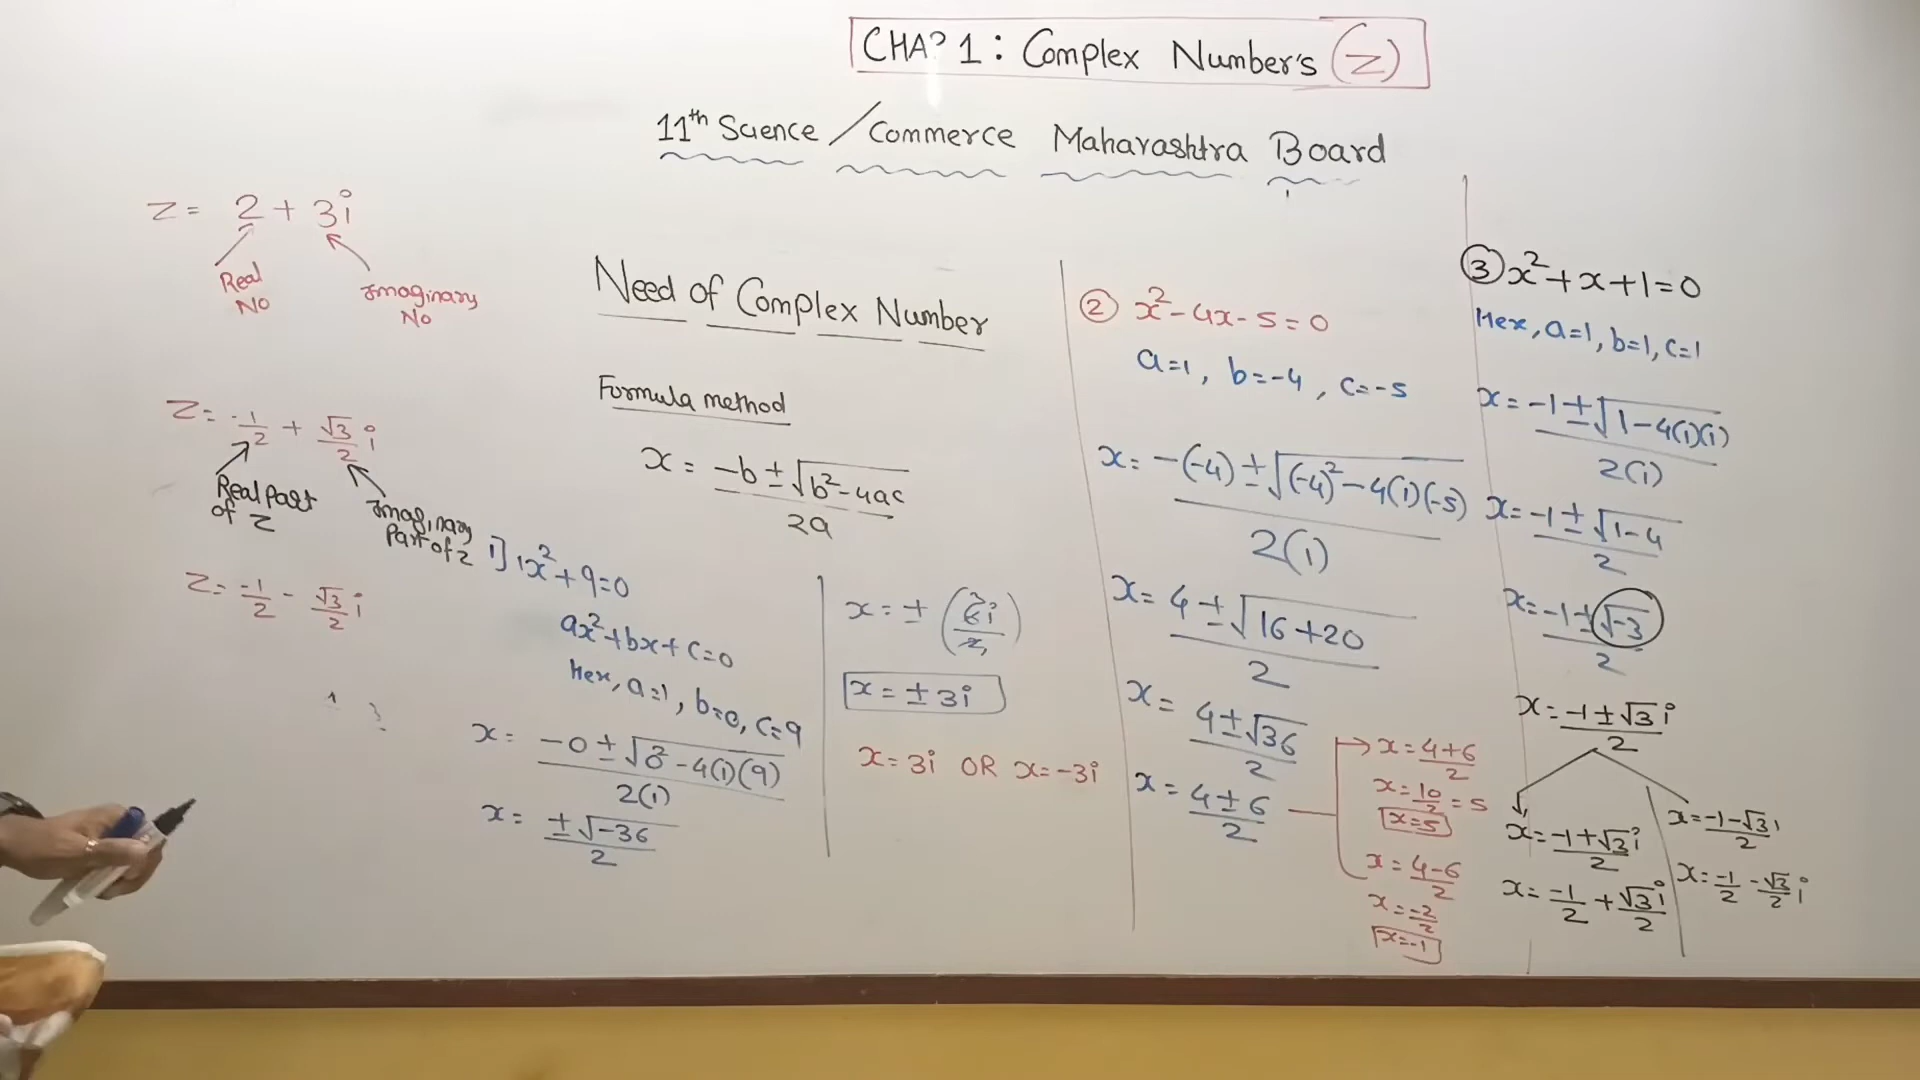 CHAP 1 : Complex Number's (Z)
11th Science / Commerce Maharashtra Board
Z = 2 + 3i
Real No
Imaginary No
Z = -1/2 + √3/2 i
Real Part of Z
Imaginary Part of Z
Z = -1/2 - √3/2 i
Need of Complex Number
Formula method
x = (-b ± √(b² - 4ac)) / 2a
1] 1x² + 9 = 0
ax² + bx + c = 0
Her, a=1, b=0, c=9
x = (-0 ± √(0² - 4(1)(9))) / 2(1)
x = ± √-36 / 2
x = ± (6i / 2)
x = ± 3i
x = 3i OR x = -3i
② x² - 4x - 5 = 0
a=1, b=-4, c=-5
x = (-(-4) ± √((-4)² - 4(1)(-5))) / 2(1)
x = (4 ± √(16+20)) / 2
x = (4 ± √36) / 2
x = (4 ± 6) / 2
x = (4+6) / 2
x = 10/2 = 5
x = 5
x = (4-6) / 2
x = -2/2
x = -1
③ x² + x + 1 = 0
Her, a=1, b=1, c=1
x = (-1 ± √(1 - 4(1)(1))) / 2(1)
x = (-1 ± √(1-4)) / 2
x = (-1 ± √-3) / 2
x = (-1 ± √3 i) / 2
x = (-1 + √3 i) / 2
x = -1/2 + √3 i / 2
x = (-1 - √3 i) / 2
x = -1/2 - √3/2 i